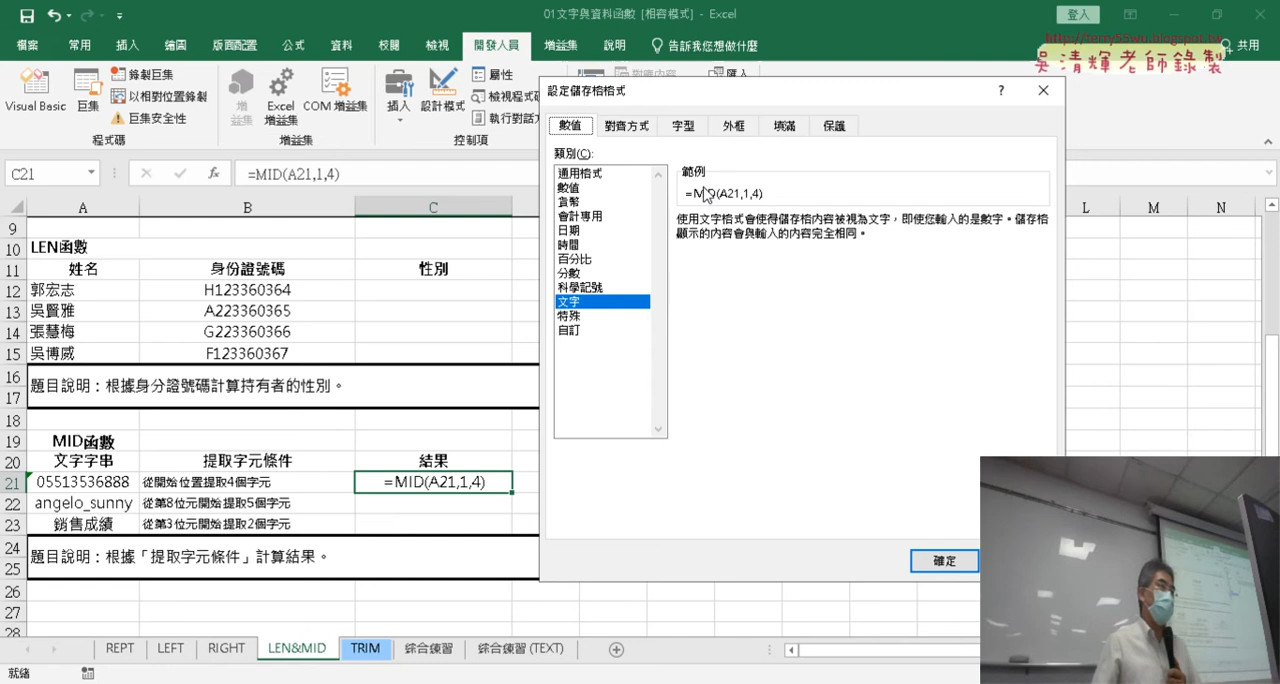 01文字與資料函數 [相容模式] - Excel
登入
檔案 常用 插入 繪圖 版面配置 公式 資料 校閱 檢視 開發人員 增益集 說明 告訴我您想做什麼 共用
http://terry55wu.blogspot.tw
吳清輝老師錄製
Visual Basic 巨集 錄製巨集 以相對位置錄製 巨集安全性
程式碼
增益集 Excel 增益集 COM 增益集
增益集
插入 設計模式 屬性 檢視程式碼
控制項
匯入
C21 =MID(A21,1,4)
A B C L M N
9
10 LEN函數
11 姓名 身份證號碼 性別
12 郭宏志 H123360364
13 吳賢雅 A223360365
14 張慧梅 G223360366
15 吳博威 F123360367
16
題目說明：根據身分證號碼計算持有者的性別。
17
18
19 MID函數
20 文字字串 提取字元條件 結果
21 05513536888 從開始位置提取4個字元 =MID(A21,1,4)
22 angelo_sunny 從第8位元開始提取5個字元
23 銷售成績 從第3位元開始提取2個字元
24
題目說明：根據「提取字元條件」計算結果。
25
26
27
28
設定儲存格格式 ?
數值 對齊方式 字型 外框 填滿 保護
類別(C):
通用格式
數值
貨幣
會計專用
日期
時間
百分比
分數
科學記號
文字
特殊
自訂
範例
=MID(A21,1,4)
使用文字格式會使得儲存格內容被視為文字，即使您輸入的是數字。儲存格
顯示的內容會與輸入的內容完全相同。
確定
REPT LEFT RIGHT LEN&MID TRIM 綜合練習 綜合練習 (TEXT)
就緒